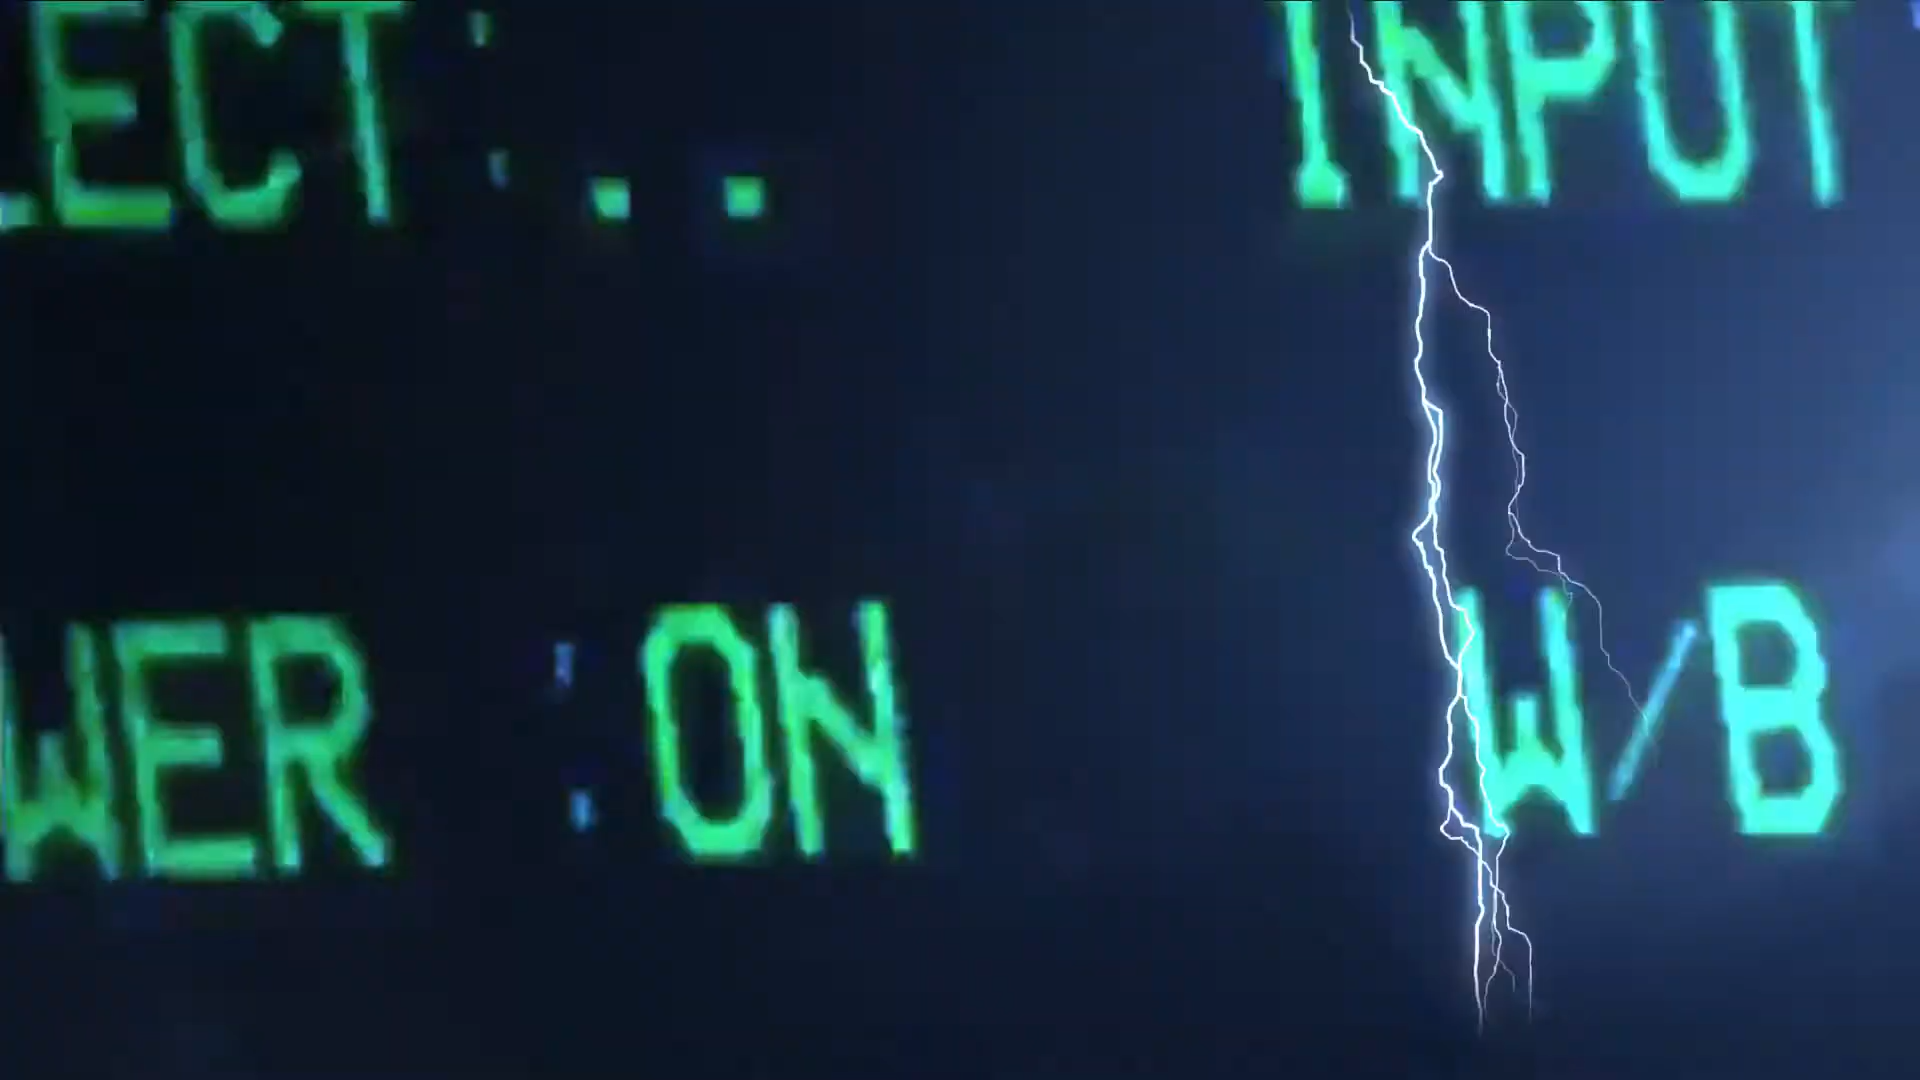 LECT : .. INPUT
WER : ON W/B